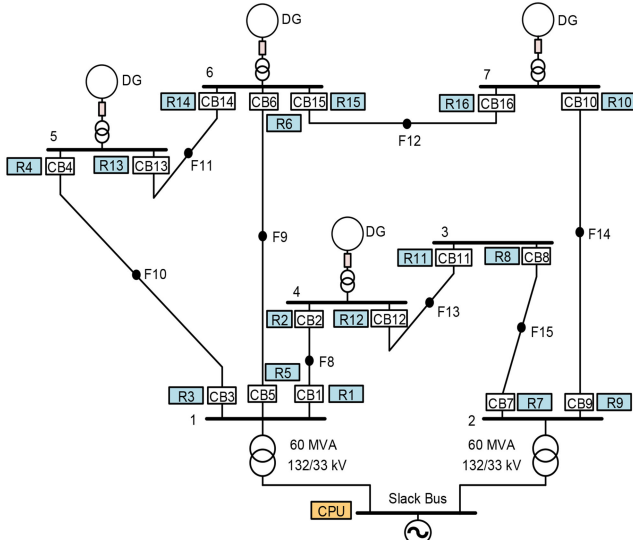 DG
DG
DG
6
7
R14 CB14 CB6 CB15 R15
R16 CB16 CB10 R10
R6
5
R4 CB4 R13 CB13
F11
F12
DG
F9
F14
3
R11 CB11 R8 CB8
F10
4
R2 CB2 R12 CB12
F13
F15
F8
R5
R3 CB3 CB5 CB1 R1
CB7 R7 CB9 R9
1
2
60 MVA
132/33 kV
60 MVA
132/33 kV
Slack Bus
CPU